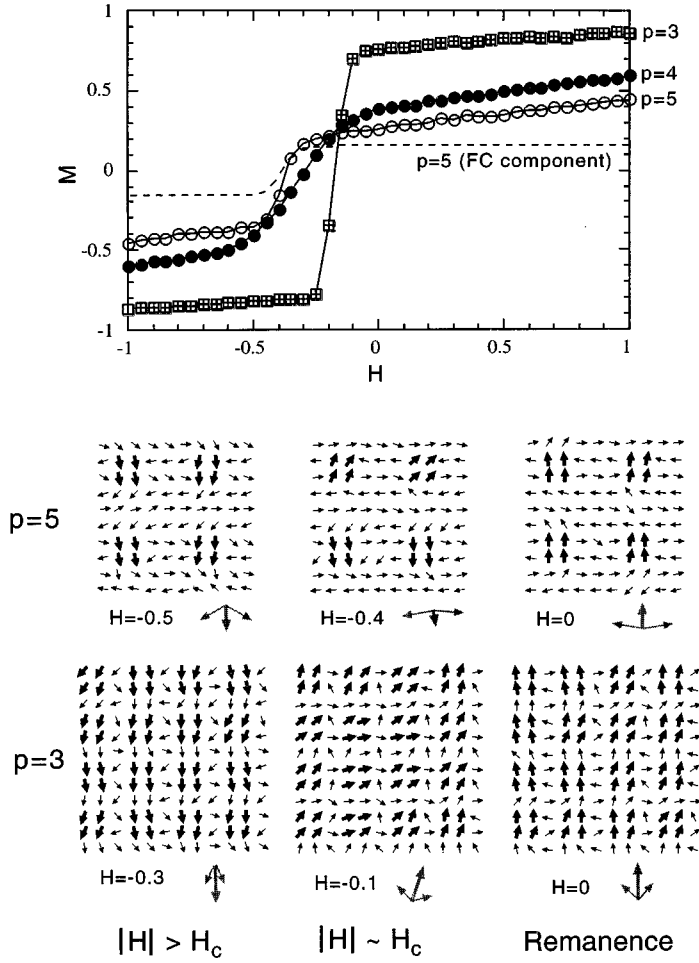 1
p=3
0.5
p=4
p=5
M
0
p=5 (FC component)
-0.5
-1
-1 -0.5 0 0.5 1
H
p=5
H=-0.5 H=-0.4 H=0
p=3
H=-0.3 H=-0.1 H=0
|H| > Hc |H| ~ Hc Remanence